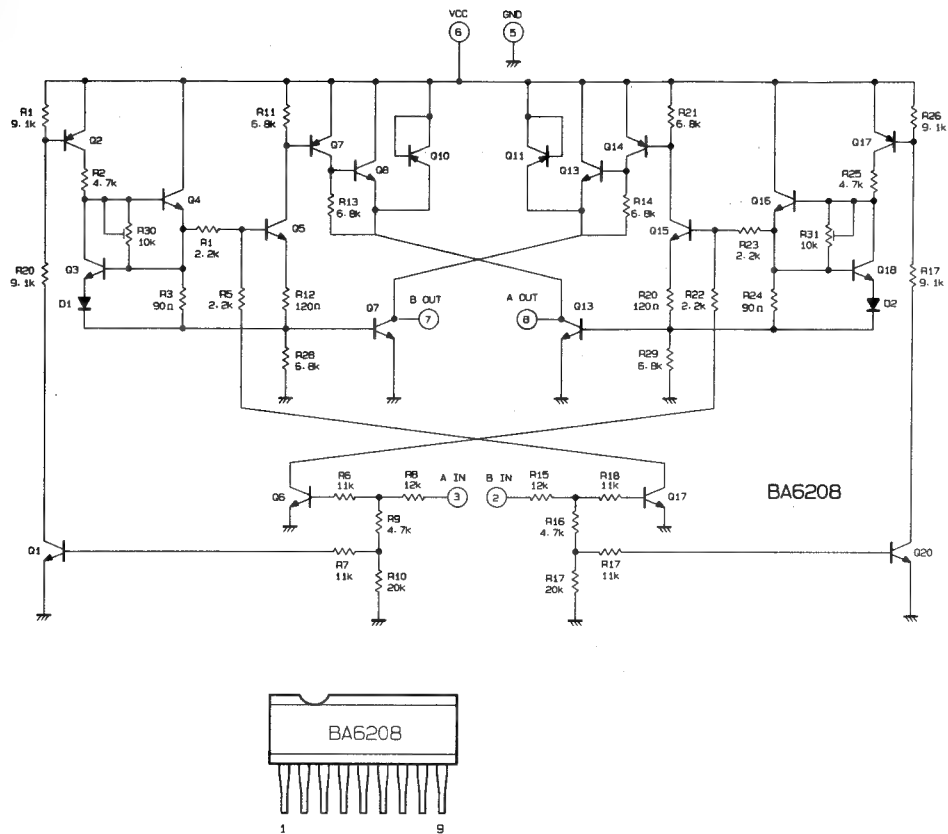 VCC
6
GND
5
R1
9.1k
Q2
R2
4.7k
Q4
R30
10k
Q3
D1
R20
9.1k
R3
90Ω
R1
2.2k
R5
2.2k
Q5
R11
6.8k
Q7
Q8
Q10
R13
6.8k
R12
120Ω
R28
6.8k
Q7
B OUT
7
A OUT
8
Q13
Q11
Q13
Q14
R21
6.8k
R14
6.8k
Q15
R20
120Ω
R22
2.2k
R29
6.8k
R23
2.2k
Q16
R24
90Ω
R31
10k
R25
4.7k
Q17
R26
9.1k
Q18
D2
R17
9.1k
Q6
R6
11k
R8
12k
A IN
3
B IN
2
R15
12k
R18
11k
Q17
BA6208
R9
4.7k
R16
4.7k
Q1
R7
11k
R10
20k
R17
20k
R17
11k
Q20
BA6208
1
9